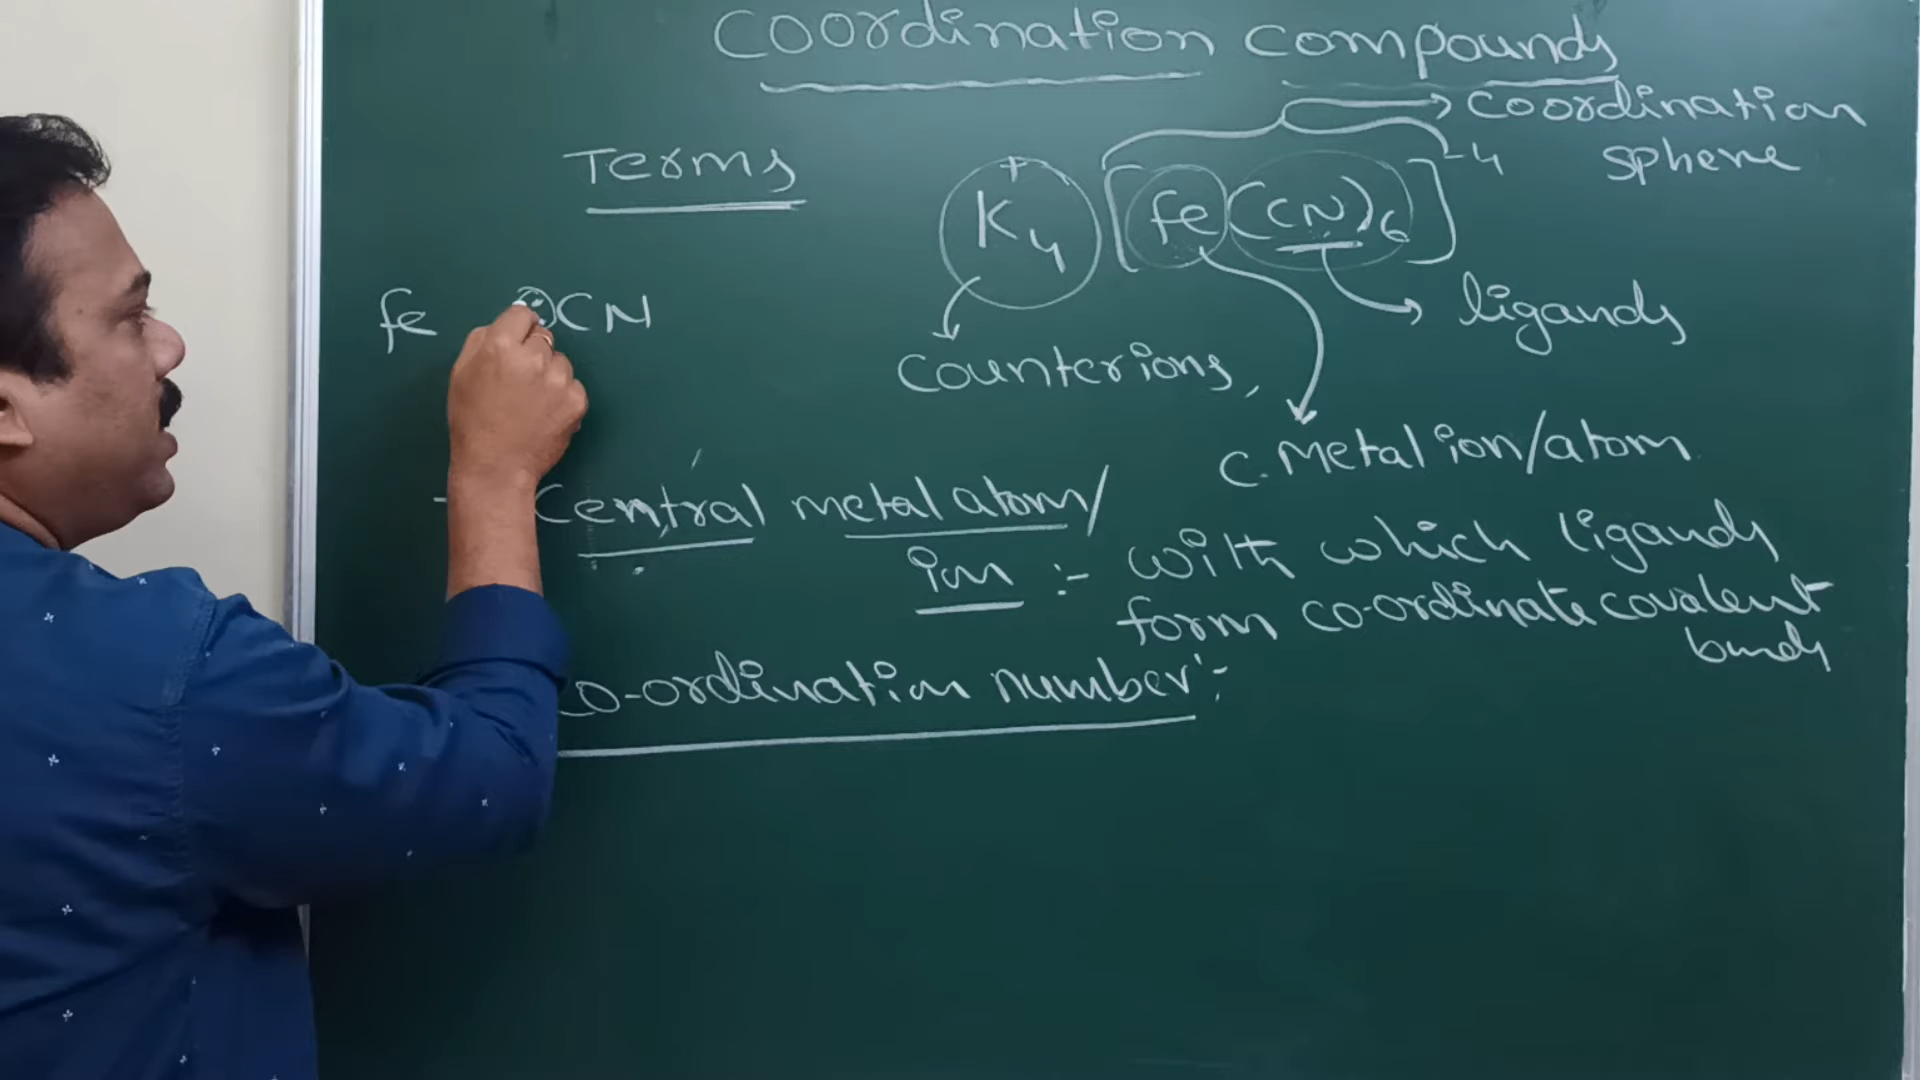 Coordination compounds
coordination
sphere
Terms
K4+ [Fe(CN)6]-4
Fe :CN
ligands
counterions,
C. Metal ion/atom
- Central metal atom/
ion :- with which ligands
form co-ordinate covalent
bonds
co-ordination number :-